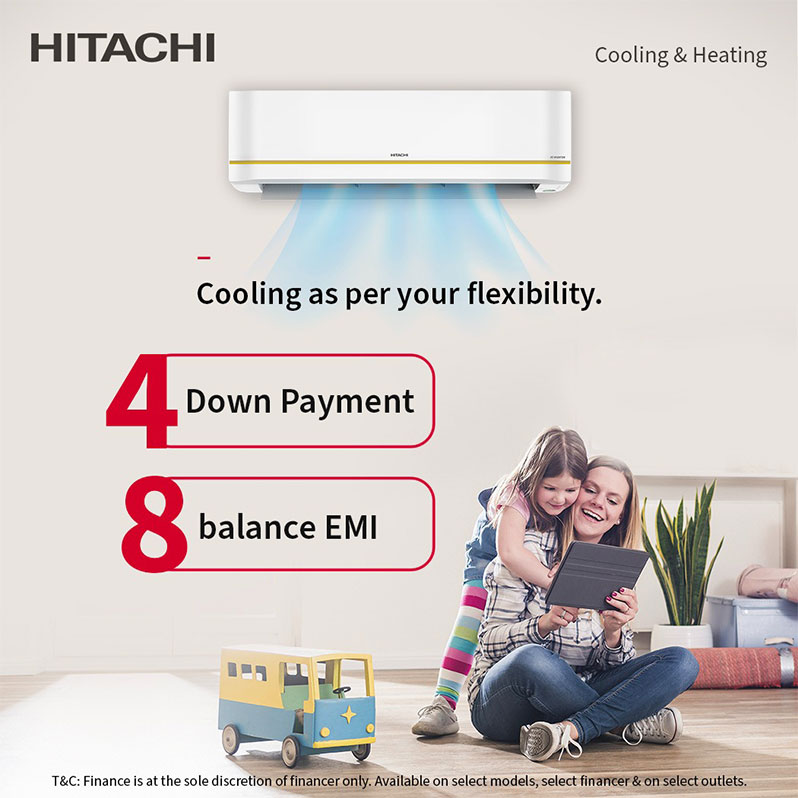 HITACHI
Cooling & Heating
HITACHI
Cooling as per your flexibility.
4 Down Payment
8 balance EMI
T&C: Finance is at the sole discretion of financer only. Available on select models, select financer & on select outlets.